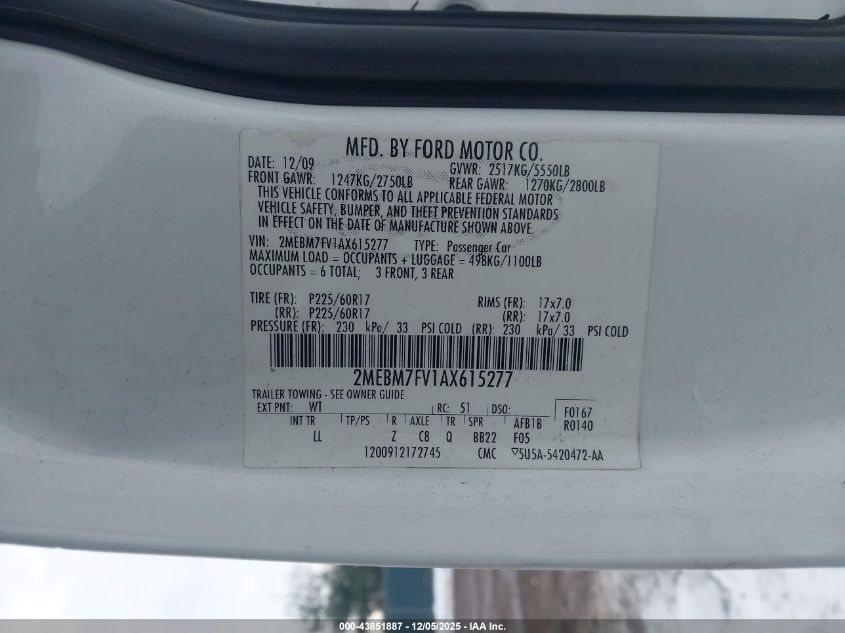 MFD. BY FORD MOTOR CO.
DATE: 12/09 GVWR: 2517KG/5550LB
FRONT GAWR: 1247KG/2750LB REAR GAWR: 1270KG/2800LB
THIS VEHICLE CONFORMS TO ALL APPLICABLE FEDERAL MOTOR
VEHICLE SAFETY, BUMPER, AND THEFT PREVENTION STANDARDS
IN EFFECT ON THE DATE OF MANUFACTURE SHOWN ABOVE.
VIN: 2MEBM7FV1AX615277 TYPE: Passenger Car
MAXIMUM LOAD = OCCUPANTS + LUGGAGE = 498KG/1100LB
OCCUPANTS = 6 TOTAL; 3 FRONT, 3 REAR
TIRE (FR): P225/60R17 RIMS (FR): 17x7.0
(RR): P225/60R17 (RR): 17x7.0
PRESSURE (FR): 230 kPa/ 33 PSI COLD (RR): 230 kPa/ 33 PSI COLD
2MEBM7FV1AX615277
TRAILER TOWING - SEE OWNER GUIDE
EXT PNT: WT RC: 51 DSO: F0167
INT TR TP/PS R AXLE TR SPR AFB1B R0140
LL Z C8 Q BB22 F05
1200912172745 CMC ▽5U5A-5420472-AA
000-43851887 - 12/05/2025 - IAA Inc.